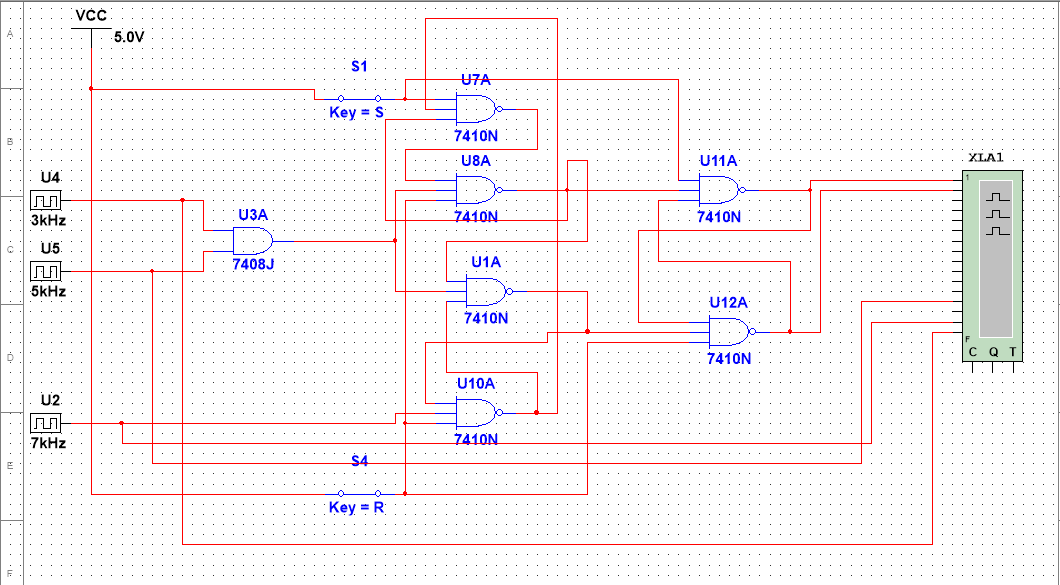 VCC
5.0V
S1
Key = S
U7A
7410N
U4
3kHz
U8A
7410N
U11A
7410N
XLA1
1
F
C Q T
U3A
7408J
U5
5kHz
U1A
7410N
U12A
7410N
U2
7kHz
U10A
7410N
S4
Key = R
A
B
C
D
E
F